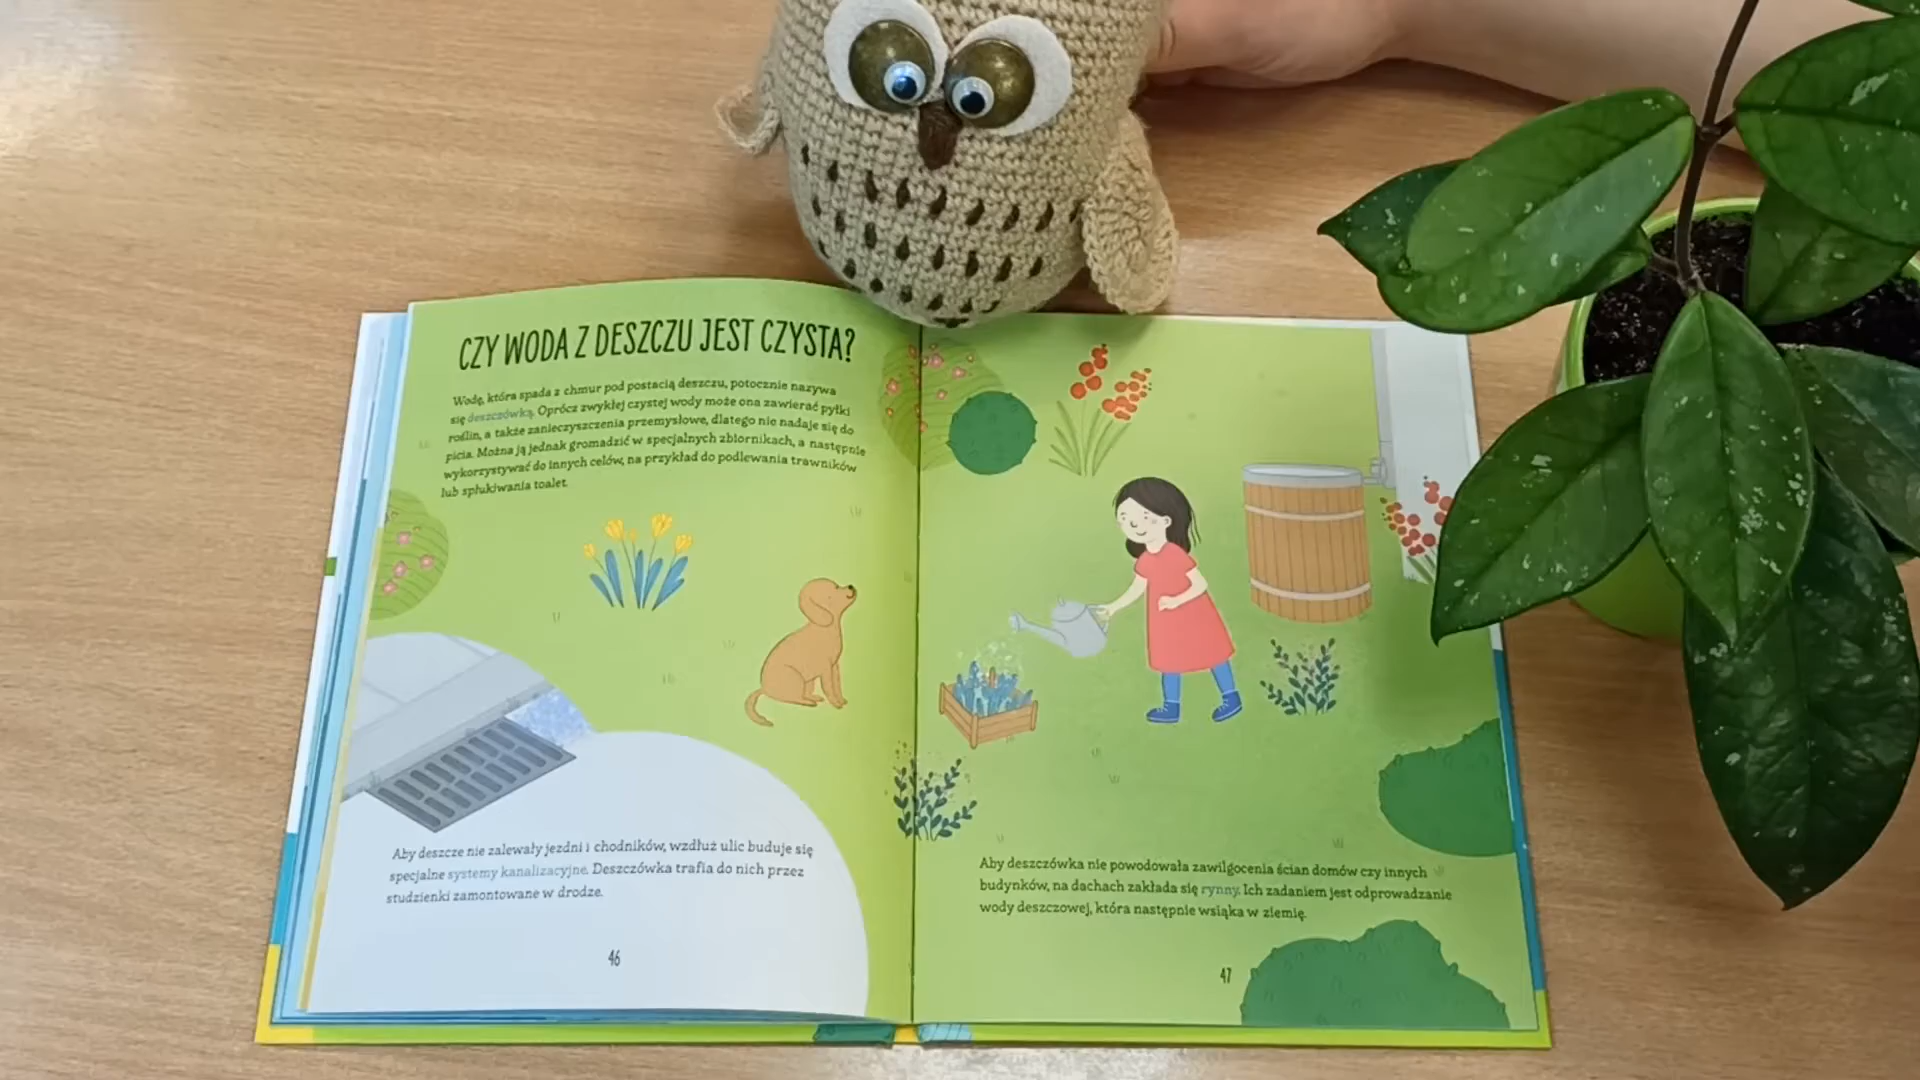 CZY WODA Z DESZCZU JEST CZYSTA?
Wodę, która spada z chmur pod postacią deszczu, potocznie nazywa
się deszczówką. Oprócz zwykłej czystej wody może ona zawierać pyłki
roślin, a także zanieczyszczenia przemysłowe, dlatego nie nadaje się do
picia. Można ją jednak gromadzić w specjalnych zbiornikach, a następnie
wykorzystywać do innych celów, na przykład do podlewania trawników
lub spłukiwania toalet.
Aby deszcze nie zalewały jezdni i chodników, wzdłuż ulic buduje się
specjalne systemy kanalizacyjne. Deszczówka trafia do nich przez
studzienki zamontowane w drodze.
46
Aby deszczówka nie powodowała zawilgocenia ścian domów czy innych
budynków, na dachach zakłada się rynny. Ich zadaniem jest odprowadzanie
wody deszczowej, która następnie wsiąka w ziemię.
47